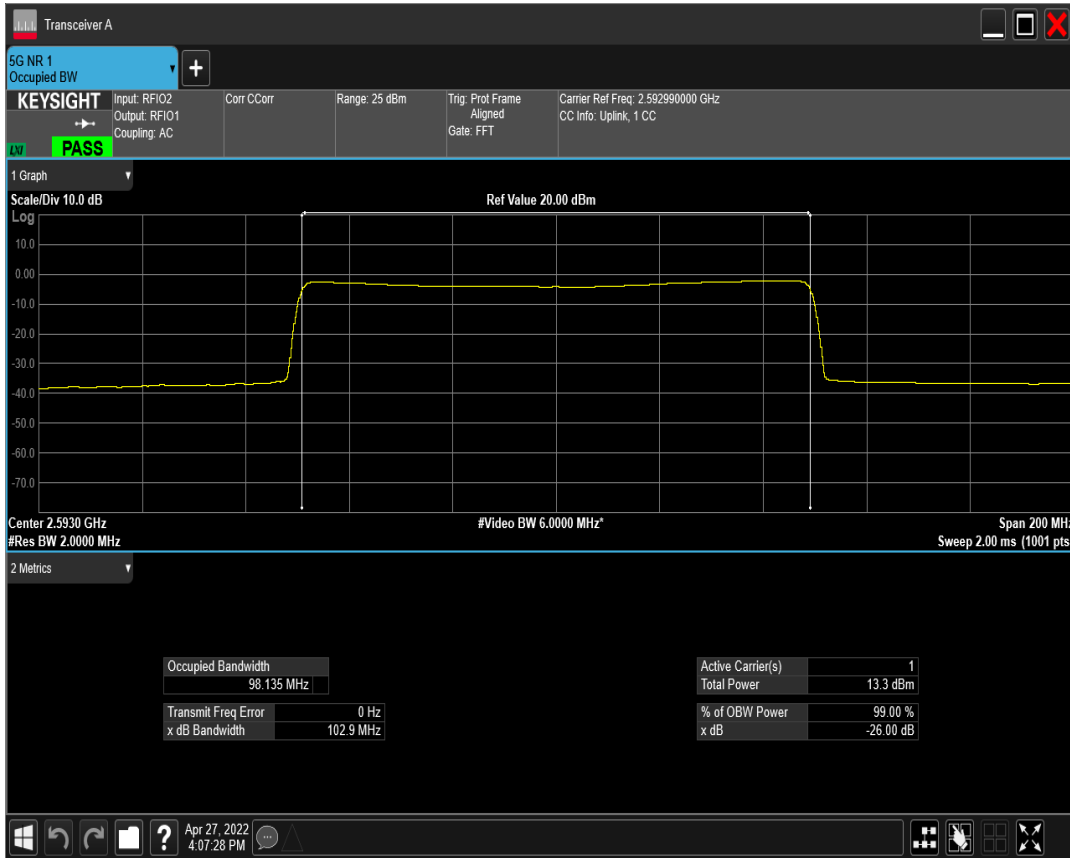 Transceiver A
5G NR 1
Occupied BW
KEYSIGHT
LXI
PASS
Input: RFIO2
Output: RFIO1
Coupling: AC
Corr CCorr
Range: 25 dBm
Trig: Prot Frame
Aligned
Gate: FFT
Carrier Ref Freq: 2.592990000 GHz
CC Info: Uplink, 1 CC
1 Graph
Scale/Div 10.0 dB
Ref Value 20.00 dBm
Log
10.0
0.00
-10.0
-20.0
-30.0
-40.0
-50.0
-60.0
-70.0
Center 2.5930 GHz
#Video BW 6.0000 MHz*
Span 200 MHz
#Res BW 2.0000 MHz
Sweep 2.00 ms (1001 pts
2 Metrics
Occupied Bandwidth
98.135 MHz
Transmit Freq Error 0 Hz
x dB Bandwidth 102.9 MHz
Active Carrier(s) 1
Total Power 13.3 dBm
% of OBW Power 99.00 %
x dB -26.00 dB
?
Apr 27, 2022
4:07:28 PM